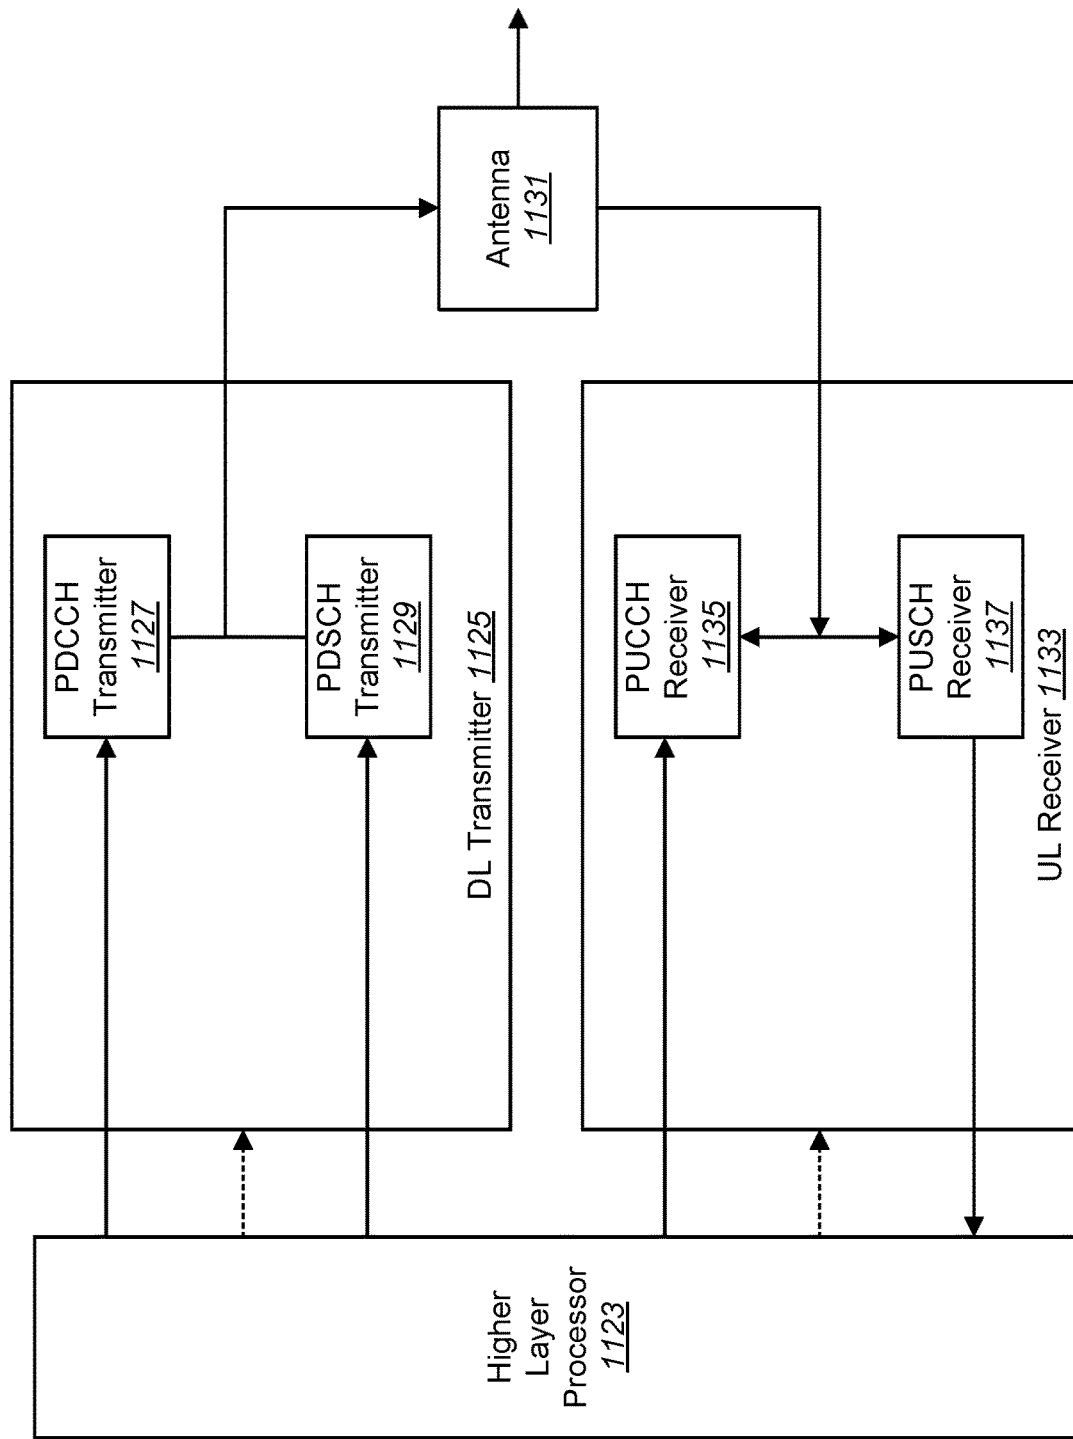 Higher
Layer
Processor
1123
PDCCH
Transmitter
1127
PDSCH
Transmitter
1129
DL Transmitter 1125
PUCCH
Receiver
1135
PUSCH
Receiver
1137
UL Receiver 1133
Antenna
1131